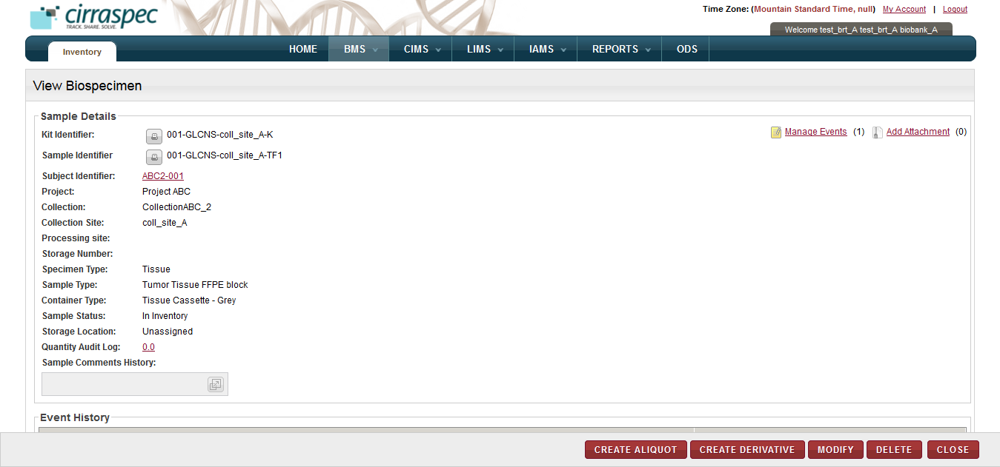 cirraspec
TRACK. SHARE. SOLVE.
Time Zone: (Mountain Standard Time, null) My Account | Logout
Welcome test_brt_A test_brt_A biobank_A
Inventory
HOME BMS CIMS LIMS IAMS REPORTS ODS
View Biospecimen
Sample Details
Kit Identifier: 001-GLCNS-coll_site_A-K
Manage Events (1) Add Attachment (0)
Sample Identifier 001-GLCNS-coll_site_A-TF1
Subject Identifier: ABC2-001
Project: Project ABC
Collection: CollectionABC_2
Collection Site: coll_site_A
Processing site:
Storage Number:
Specimen Type: Tissue
Sample Type: Tumor Tissue FFPE block
Container Type: Tissue Cassette - Grey
Sample Status: In Inventory
Storage Location: Unassigned
Quantity Audit Log: 0.0
Sample Comments History:
Event History
CREATE ALIQUOT CREATE DERIVATIVE MODIFY DELETE CLOSE